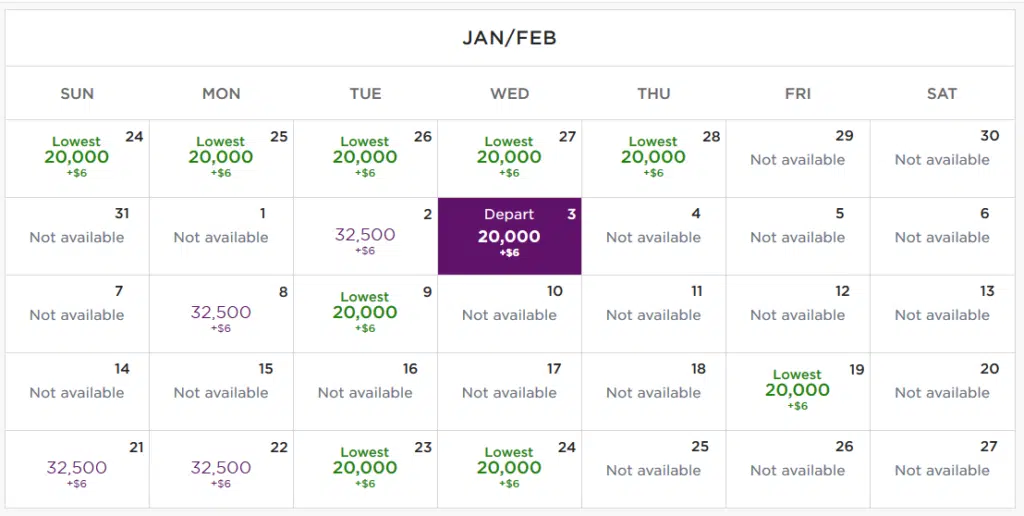 JAN/FEB
SUN MON TUE WED THU FRI SAT
24 25 26 27 28 29 30
Lowest Lowest Lowest Lowest Lowest Not available Not available
20,000 20,000 20,000 20,000 20,000
+$6 +$6 +$6 +$6 +$6
31 1 2 Depart 3 4 5 6
Not available Not available 32,500 20,000 Not available Not available Not available
+$6 +$6
7 8 9 10 11 12 13
Not available 32,500 Lowest Not available Not available Not available Not available
+$6 20,000
+$6
14 15 16 17 18 19 20
Not available Not available Not available Not available Not available Lowest Not available
20,000
+$6
21 22 23 24 25 26 27
32,500 32,500 Lowest Lowest Not available Not available Not available
+$6 +$6 20,000 20,000
+$6 +$6